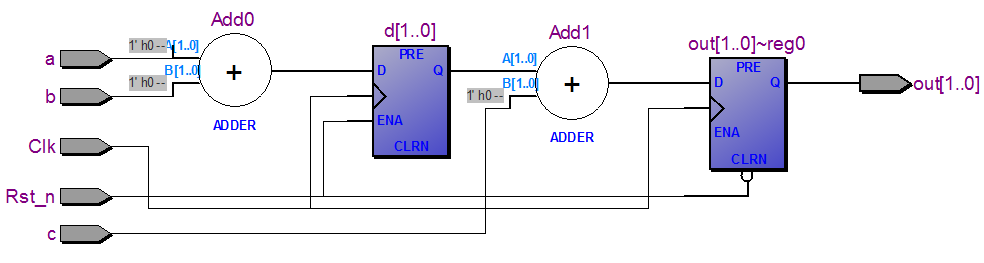 Add0
d[1..0]
Add1
out[1..0]~reg0
a
1' h0 --
A[1..0]
B[1..0]
1' h0 --
+
ADDER
b
PRE
D
Q
ENA
CLRN
A[1..0]
B[1..0]
1' h0 --
+
ADDER
PRE
D
Q
ENA
CLRN
out[1..0]
Clk
Rst_n
c